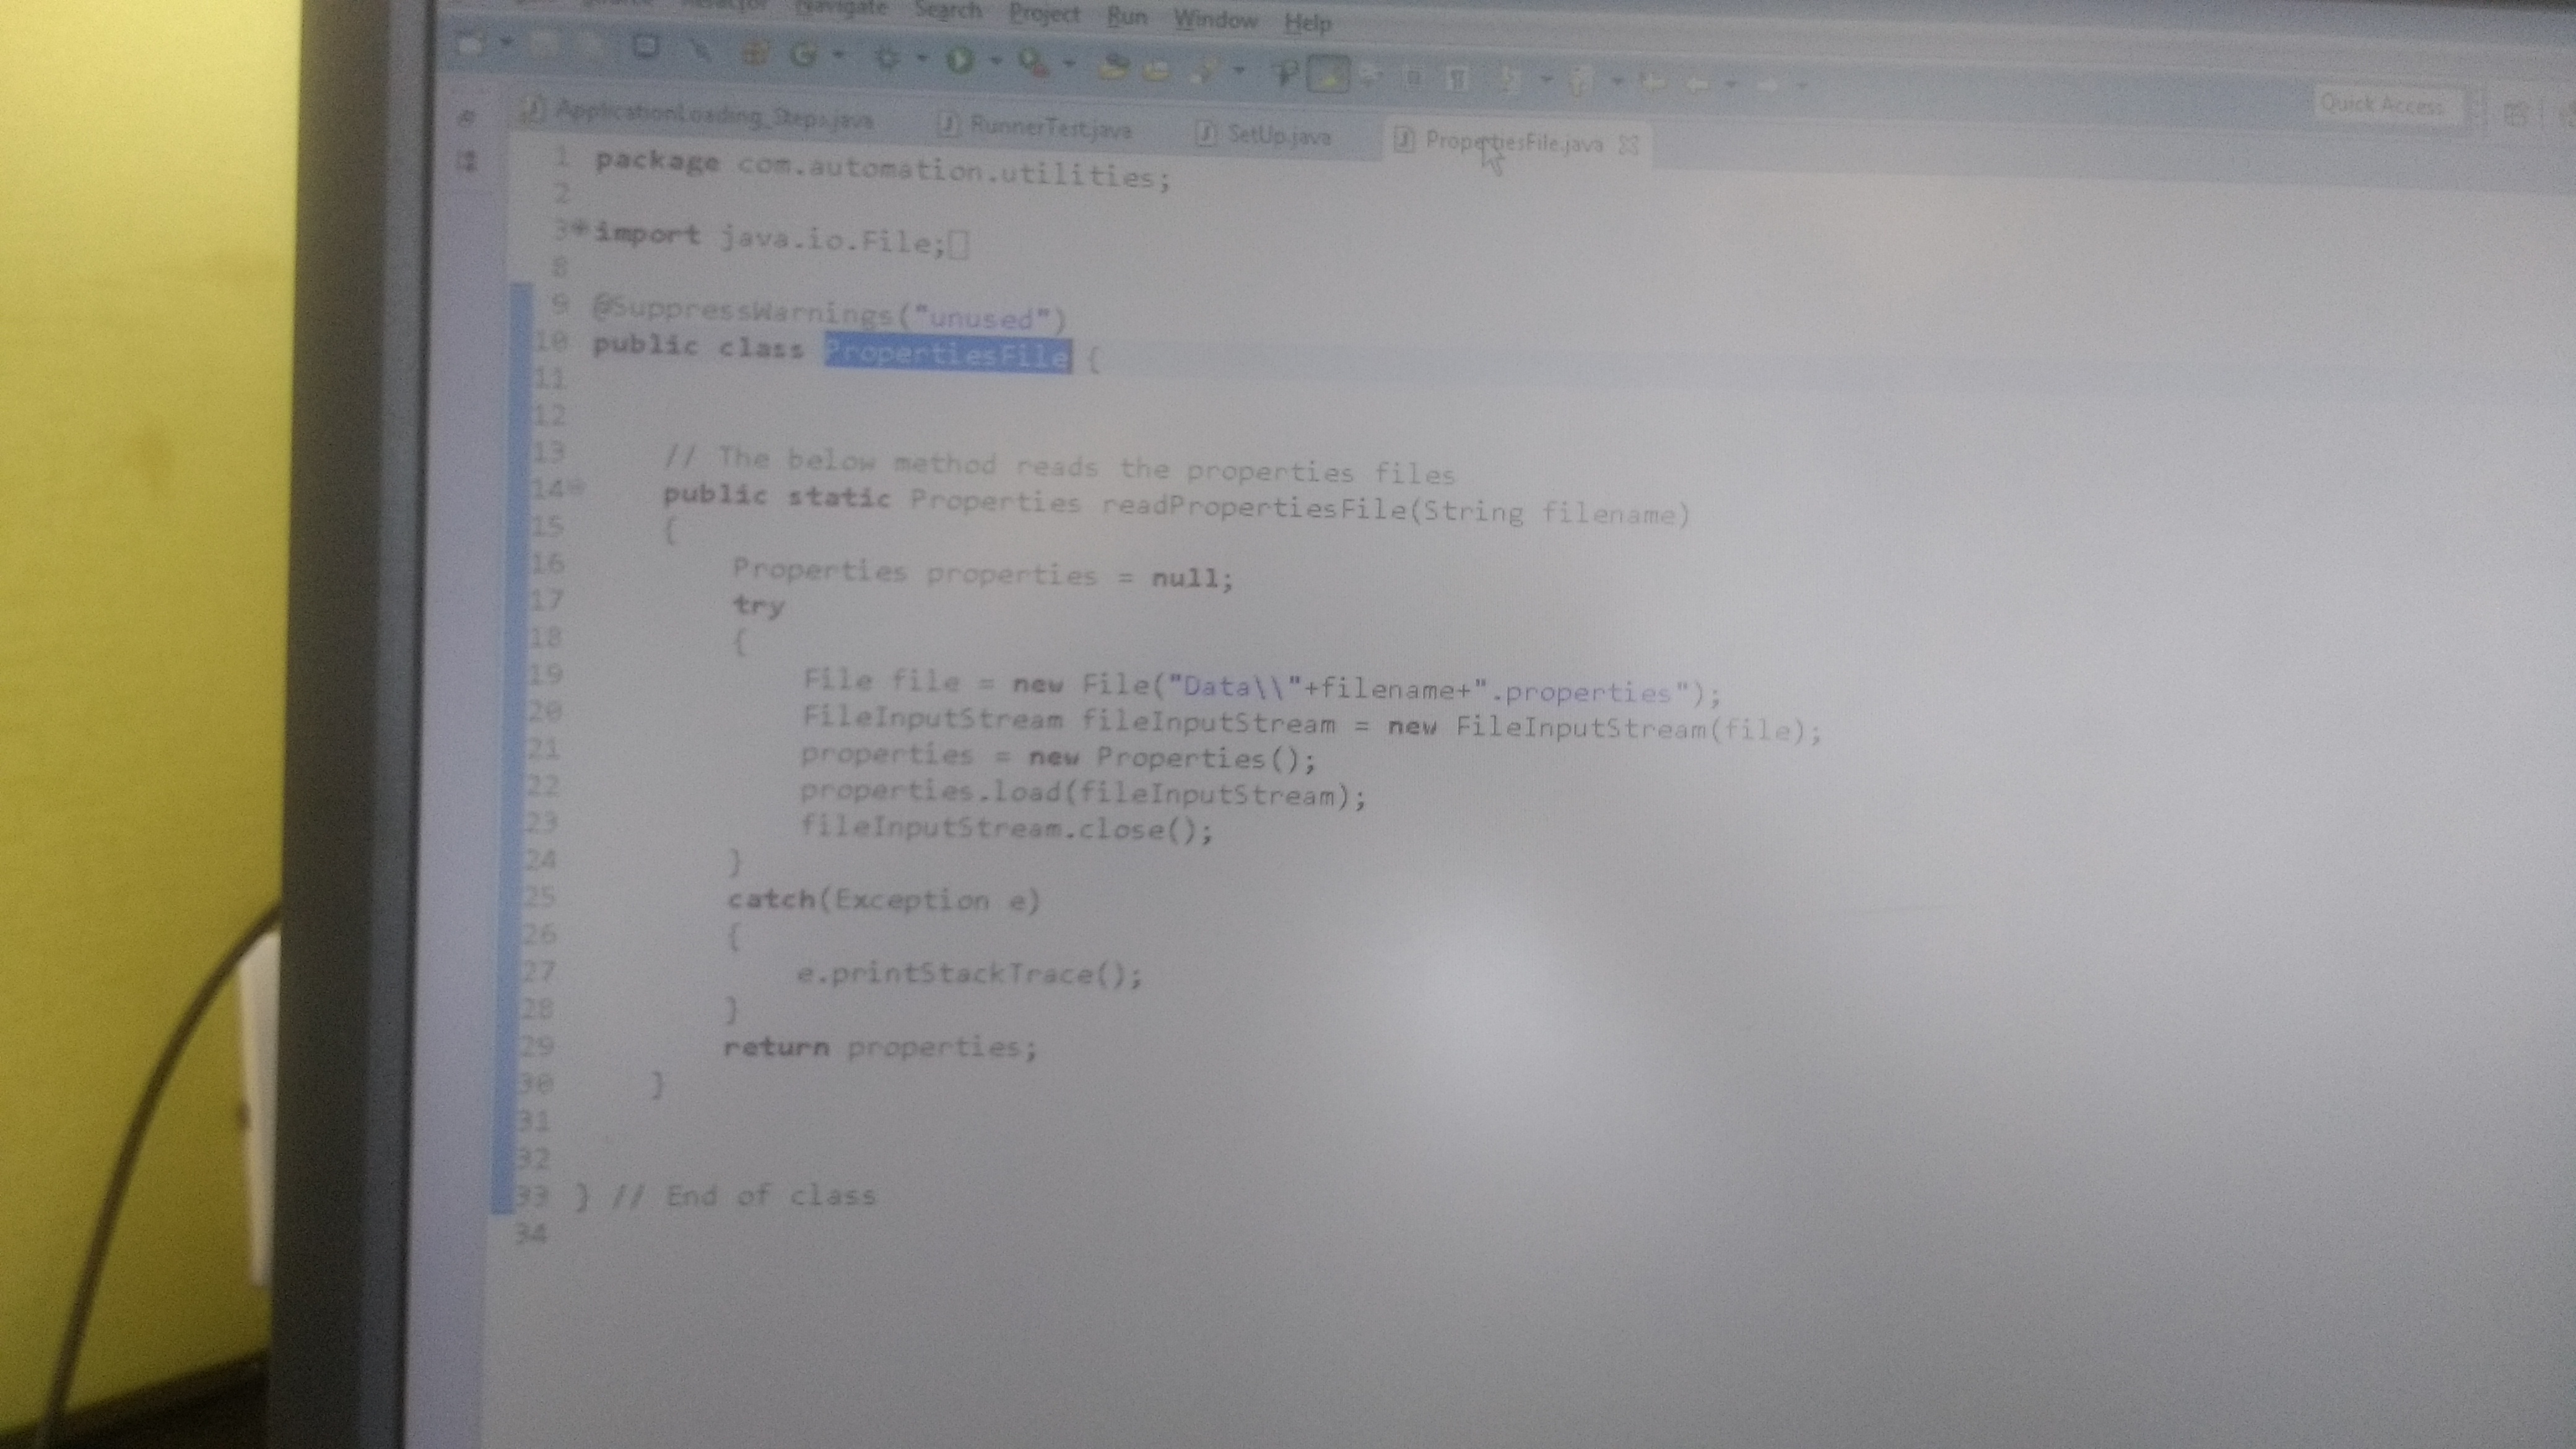 Navigate Search Project Run Window Help
Quick Access
ApplicationLoading_Steps.java RunnerTest.java SetUp.java PropertiesFile.java
1 package com.automation.utilities;
2
3 import java.io.File;
8
9 @SuppressWarnings("unused")
10 public class PropertiesFile {
11
12
13 // The below method reads the properties files
14 public static Properties readPropertiesFile(String filename)
15 {
16 Properties properties = null;
17 try
18 {
19 File file = new File("Data\\"+filename+".properties");
20 FileInputStream fileInputStream = new FileInputStream(file);
21 properties = new Properties();
22 properties.load(fileInputStream);
23 fileInputStream.close();
24 }
25 catch(Exception e)
26 {
27 e.printStackTrace();
28 }
29 return properties;
30 }
31
32
33 } // End of class
34